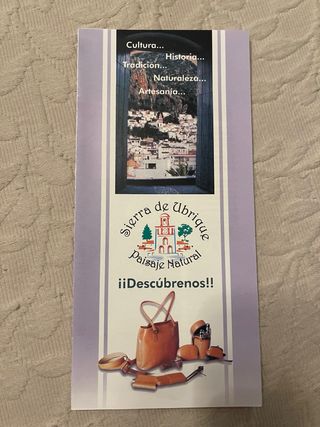 Cultura...
Historia...
Tradición...
Naturaleza...
Artesanía...
Sierra de Ubrique
Paisaje Natural
¡¡Descúbrenos!!